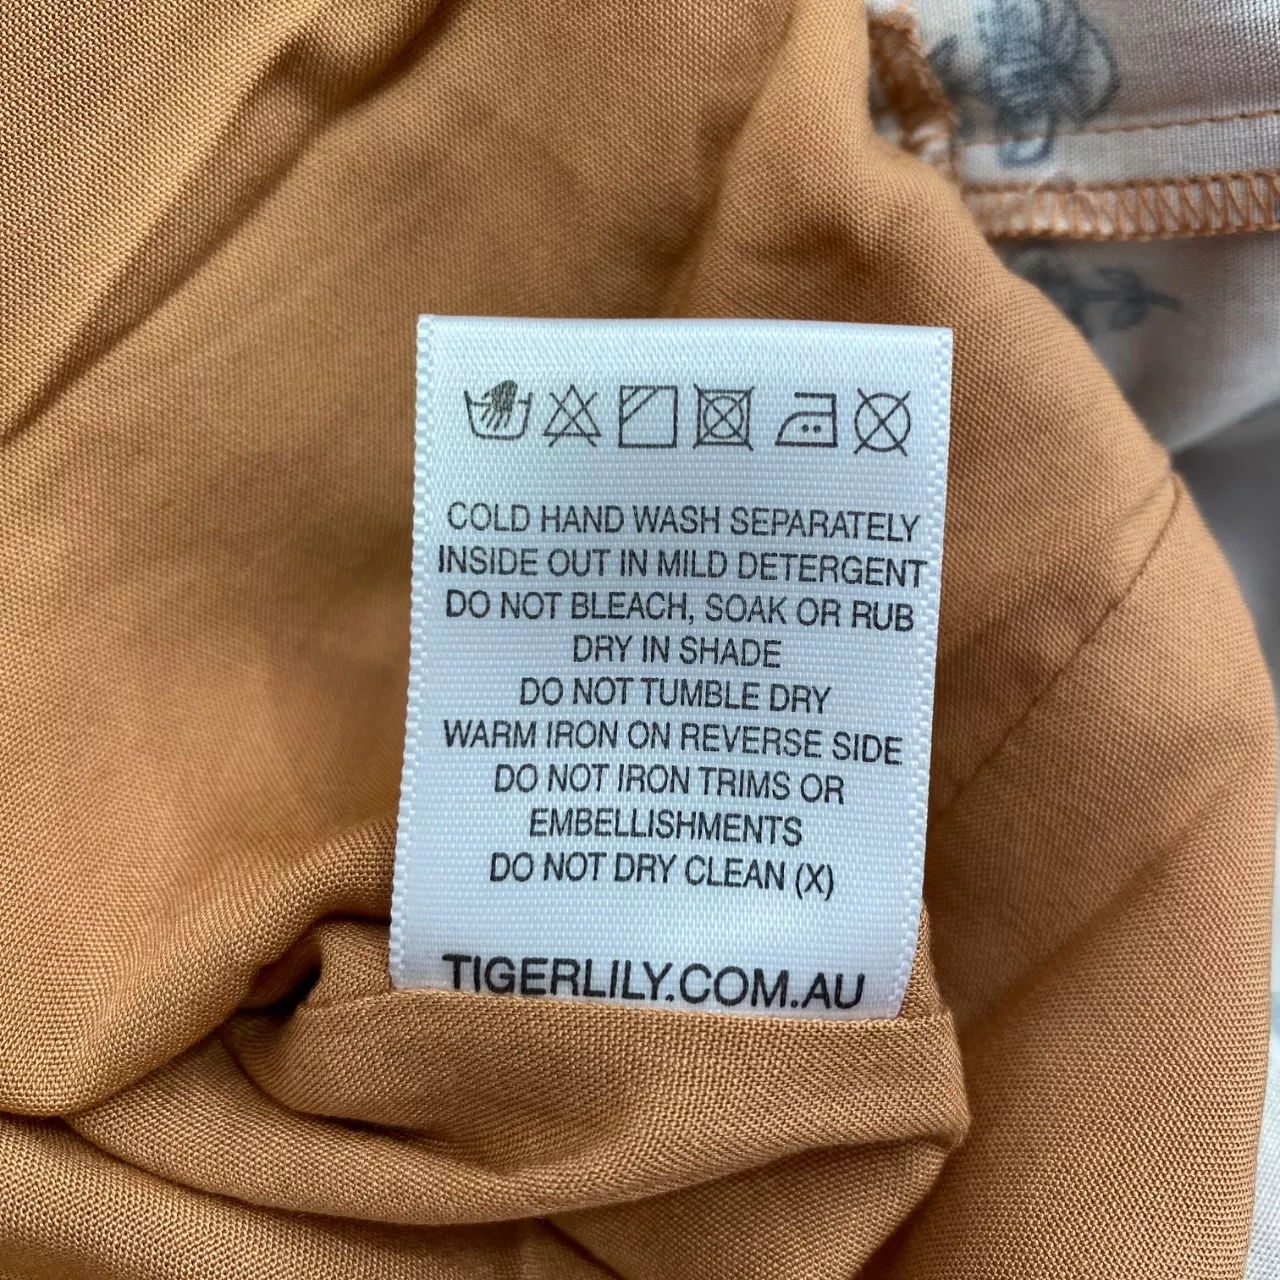 COLD HAND WASH SEPARATELY
INSIDE OUT IN MILD DETERGENT
DO NOT BLEACH, SOAK OR RUB
DRY IN SHADE
DO NOT TUMBLE DRY
WARM IRON ON REVERSE SIDE
DO NOT IRON TRIMS OR
EMBELLISHMENTS
DO NOT DRY CLEAN (X)
TIGERLILY.COM.AU